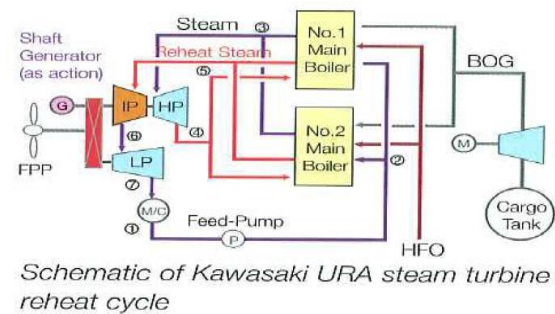 Steam
③
Shaft
Generator
(as action)
Reheat Steam
⑤
No.1
Main
Boiler
BOG
G
IP
HP
④
⑥
No.2
Main
Boiler
②
M
FPP
LP
⑦
M/C
①
Feed-Pump
P
HFO
Cargo
Tank
Schematic of Kawasaki URA steam turbine
reheat cycle